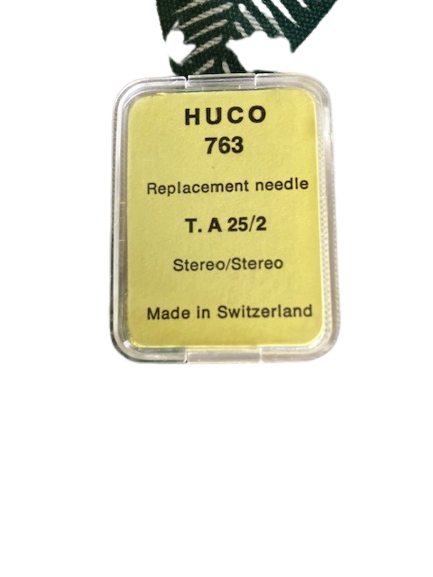 HUCO
763
Replacement needle
T. A 25/2
Stereo/Stereo
Made in Switzerland